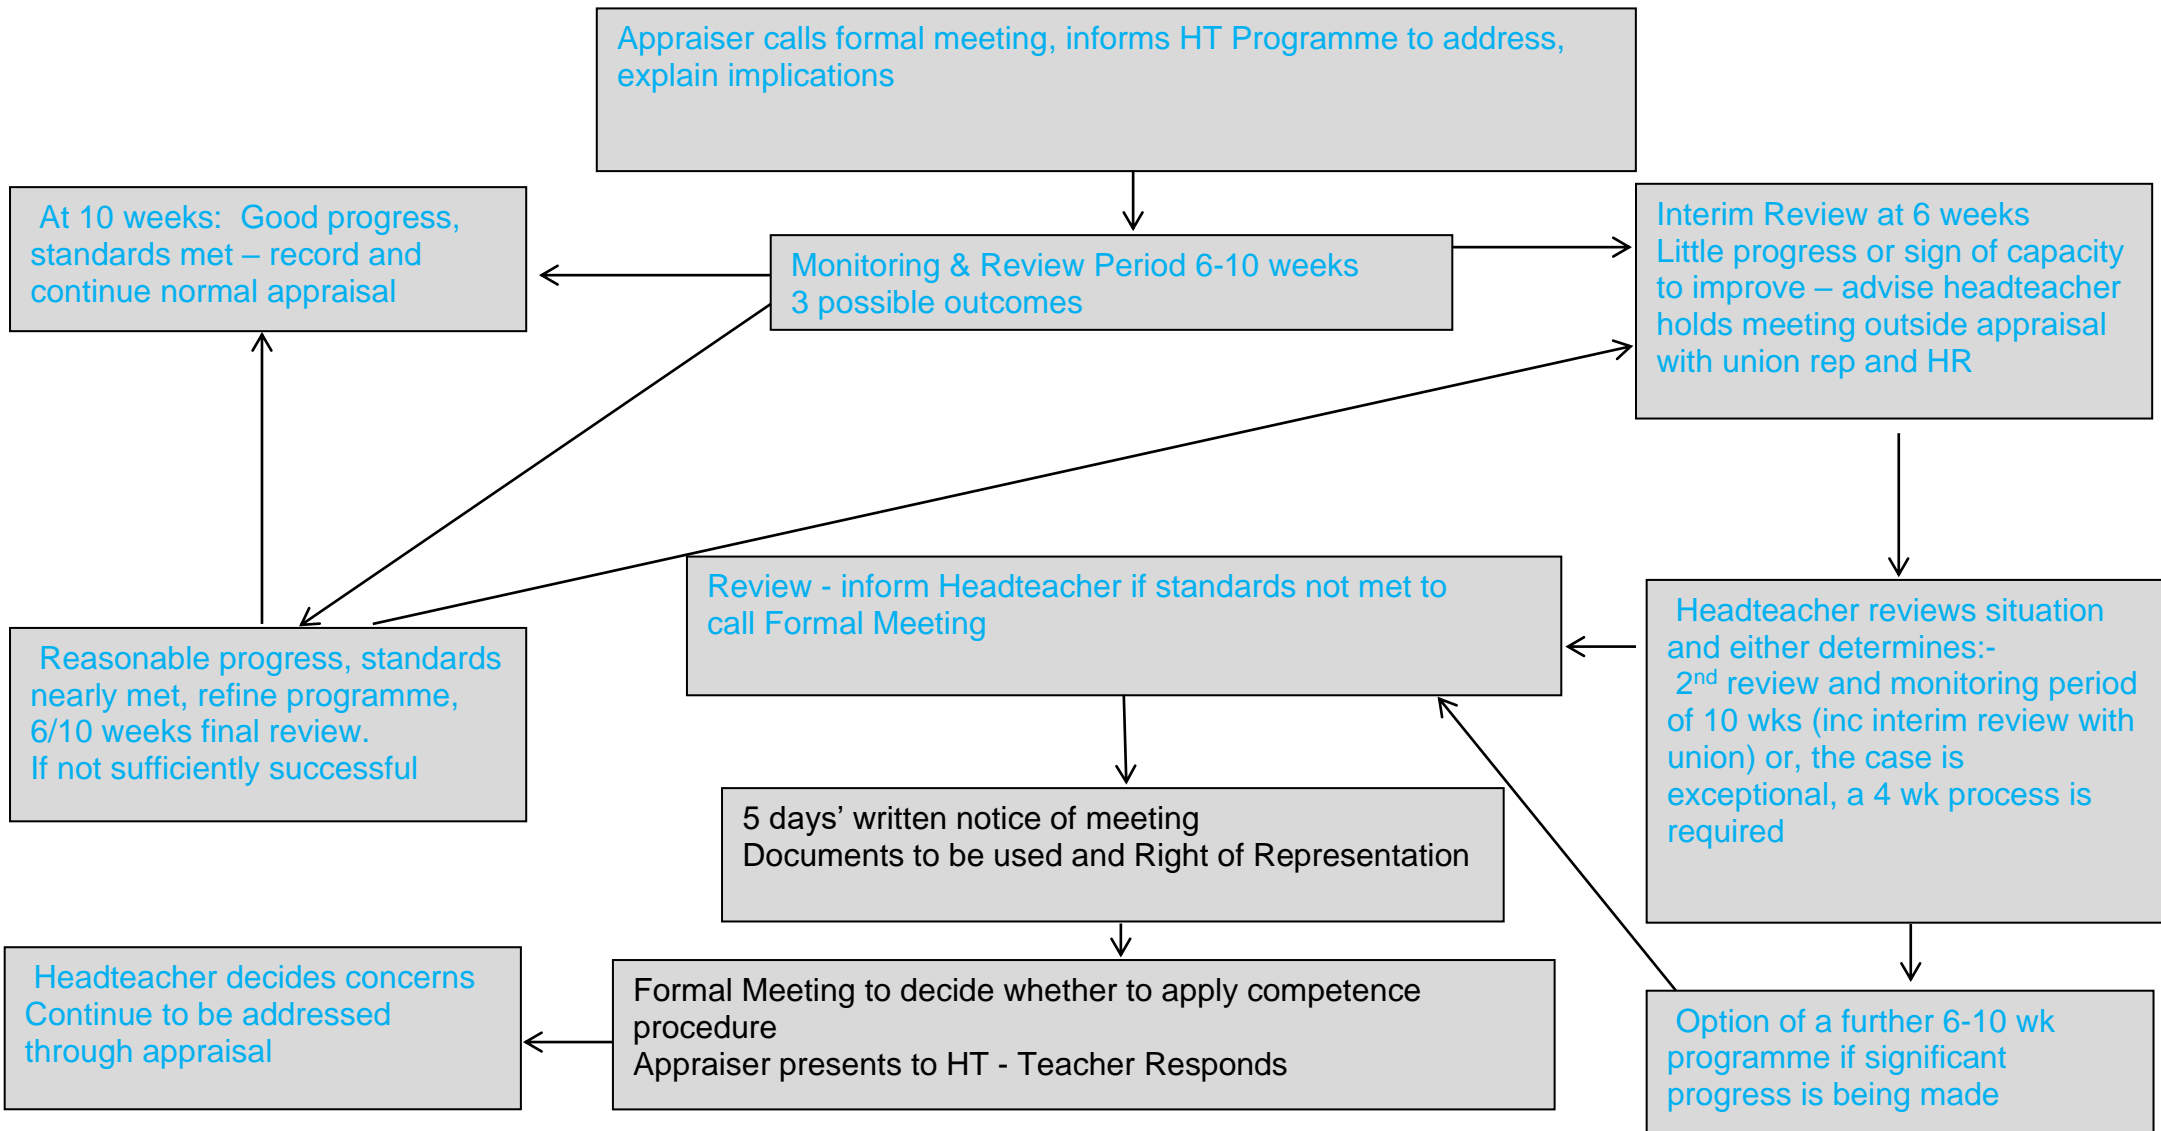 Appraiser calls formal meeting, informs HT Programme to address,
explain implications
At 10 weeks:  Good progress,
standards met – record and
continue normal appraisal
Monitoring & Review Period 6-10 weeks
3 possible outcomes
Interim Review at 6 weeks
Little progress or sign of capacity
to improve – advise headteacher
holds meeting outside appraisal
with union rep and HR
Reasonable progress, standards
nearly met, refine programme,
6/10 weeks final review.
If not sufficiently successful
Review - inform Headteacher if standards not met to
call Formal Meeting
Headteacher reviews situation
and either determines:-
2nd review and monitoring period
of 10 wks (inc interim review with
union) or, the case is
exceptional, a 4 wk process is
required
5 days’ written notice of meeting
Documents to be used and Right of Representation
Headteacher decides concerns
Continue to be addressed
through appraisal
Formal Meeting to decide whether to apply competence
procedure
Appraiser presents to HT - Teacher Responds
Option of a further 6-10 wk
programme if significant
progress is being made